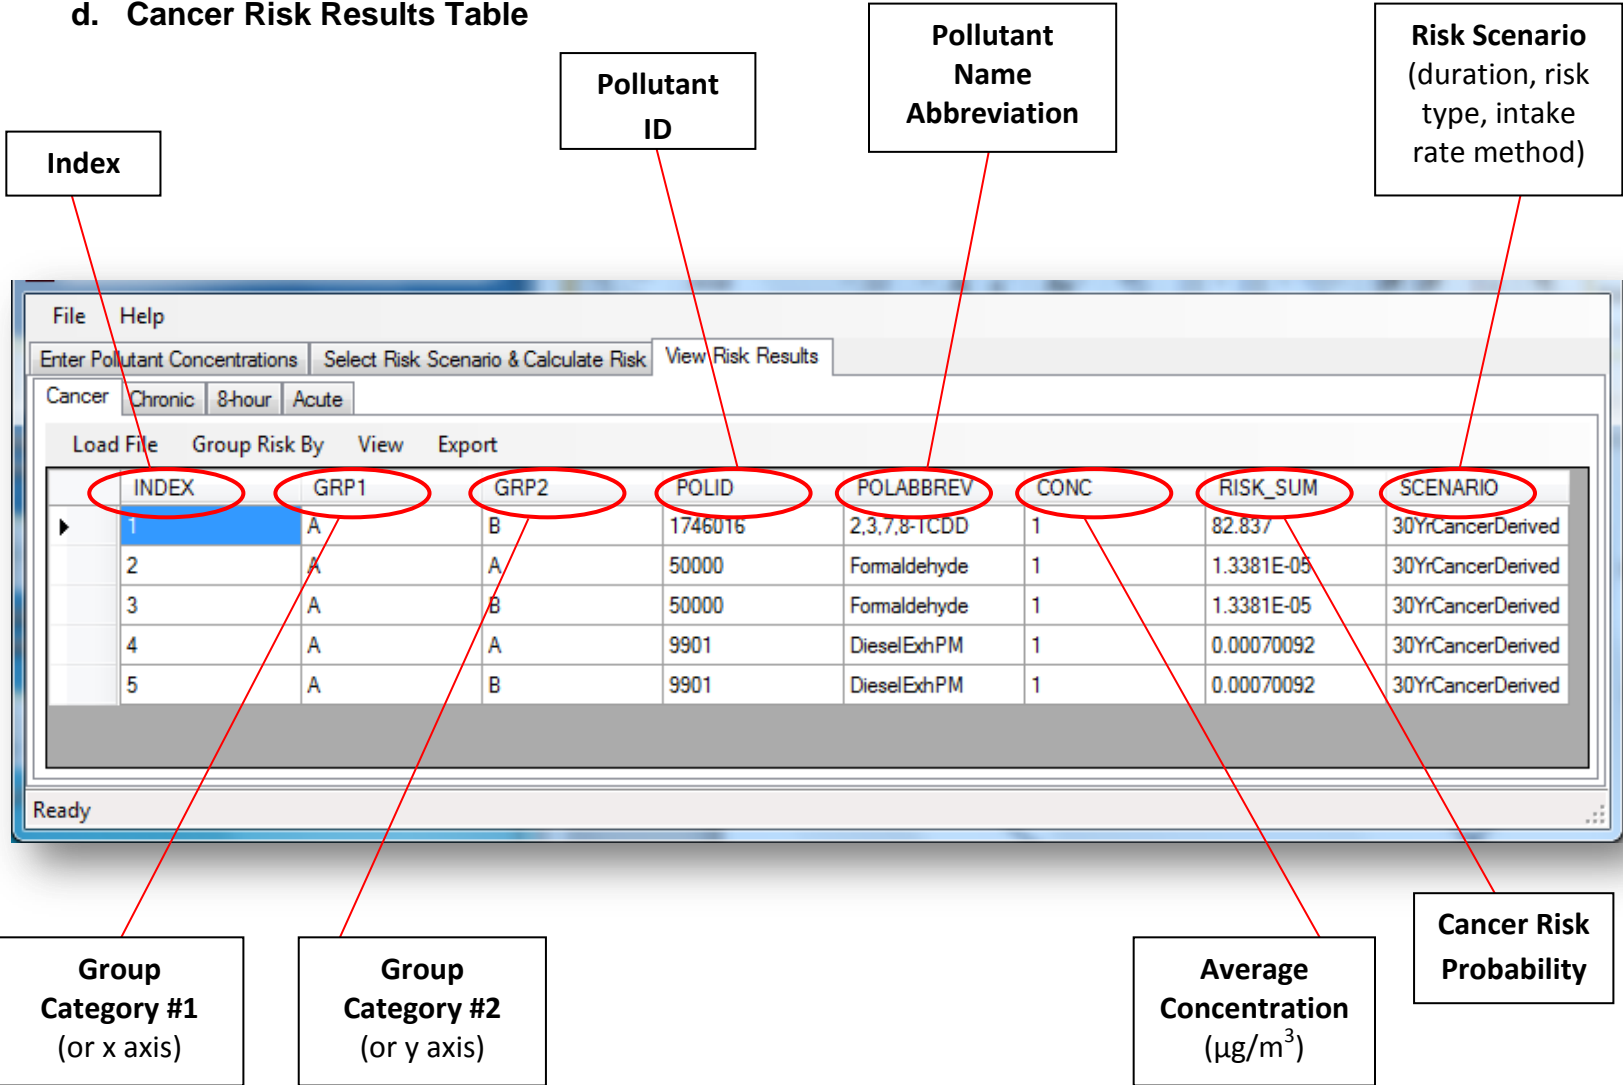 d. Cancer Risk Results Table
Index
Pollutant
ID
Pollutant
Name
Abbreviation
Risk Scenario
(duration, risk
type, intake
rate method)
File Help
Enter Pollutant Concentrations Select Risk Scenario & Calculate Risk View Risk Results
Cancer Chronic 8-hour Acute
Load File Group Risk By View Export
INDEX GRP1 GRP2 POLID POLABBREV CONC RISK_SUM SCENARIO
1 A B 1746016 2,3,7,8-TCDD 1 82.837 30YrCancerDerived
2 A A 50000 Formaldehyde 1 1.3381E-05 30YrCancerDerived
3 A B 50000 Formaldehyde 1 1.3381E-05 30YrCancerDerived
4 A A 9901 DieselExhPM 1 0.00070092 30YrCancerDerived
5 A B 9901 DieselExhPM 1 0.00070092 30YrCancerDerived
Ready
Group
Category #1
(or x axis)
Group
Category #2
(or y axis)
Average
Concentration
(µg/m³)
Cancer Risk
Probability